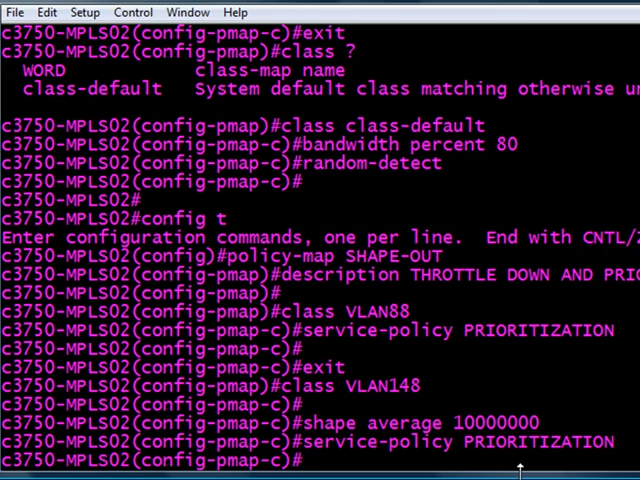 File Edit Setup Control Window Help
c3750-MPLS02(config-pmap-c)#exit
c3750-MPLS02(config-pmap)#class ?
WORD class-map name
class-default System default class matching otherwise
c3750-MPLS02(config-pmap)#class class-default
c3750-MPLS02(config-pmap-c)#bandwidth percent 80
c3750-MPLS02(config-pmap-c)#random-detect
c3750-MPLS02(config-pmap-c)#
c3750-MPLS02#
c3750-MPLS02#config t
Enter configuration commands, one per line. End with CNTL/
c3750-MPLS02(config)#policy-map SHAPE-OUT
c3750-MPLS02(config-pmap)#description THROTTLE DOWN AND
c3750-MPLS02(config-pmap)#
c3750-MPLS02(config-pmap)#class VLAN88
c3750-MPLS02(config-pmap-c)#service-policy PRIORITIZATION
c3750-MPLS02(config-pmap-c)#
c3750-MPLS02(config-pmap-c)#exit
c3750-MPLS02(config-pmap)#class VLAN148
c3750-MPLS02(config-pmap-c)#
c3750-MPLS02(config-pmap-c)#shape average 10000000
c3750-MPLS02(config-pmap-c)#service-policy PRIORITIZATION
c3750-MPLS02(config-pmap-c)#